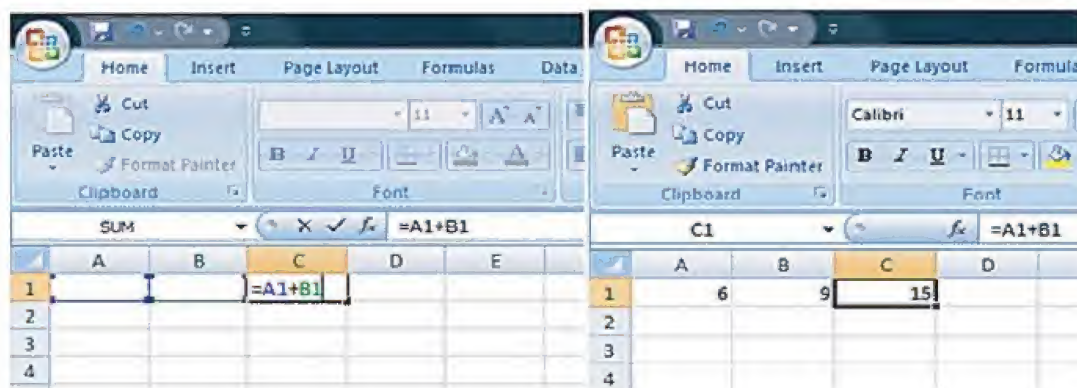 Home Insert Page Layout Formulas Data
Cut
Copy
Paste
Format Painter
Clipboard
11 A A
B I U A
Font
SUM fx =A1+B1
A B C D E
1 =A1+B1
2
3
4
Home Insert Page Layout Formula
Cut
Copy
Paste
Format Painter
Clipboard
Calibri 11
B I U
Font
C1 fx =A1+B1
A B C D
1 6 9 15
2
3
4